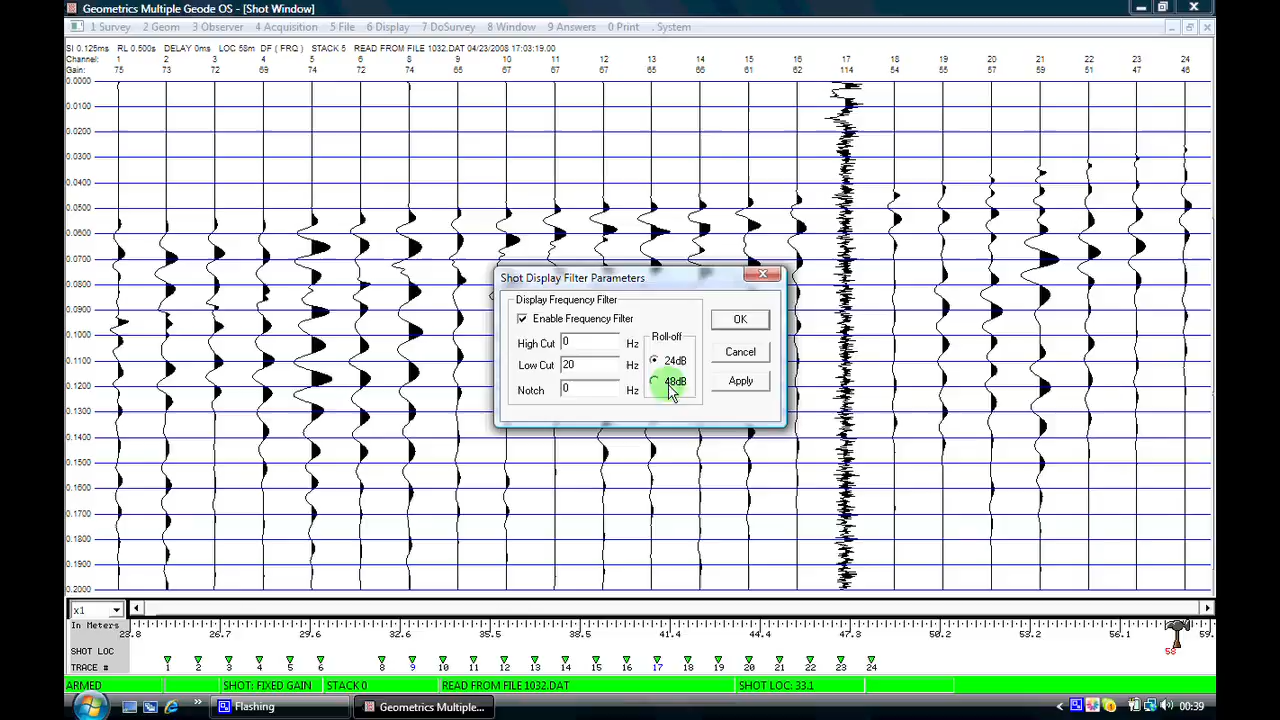 Geometrics Multiple Geode OS - [Shot Window]
1 Survey 2 Geom 3 Observer 4 Acquisition 5 File 6 Display 7 DoSurvey 8 Window 9 Answers 0 Print . System
SI 0.125ms RL 0.500s DELAY 0ms LOC 58m DF ( FRQ ) STACK 5 READ FROM FILE 1032.DAT 04/23/2008 17:03:19.00
Channel: 1 2 3 4 5 6 8 9 10 11 12 13 14 15 16 17 18 19 20 21 22 23 24
Gain: 75 73 72 69 74 72 74 65 67 67 67 65 66 61 62 114 54 55 57 59 51 47 46
0.0000
0.0100
0.0200
0.0300
0.0400
0.0500
0.0600
0.0700
0.0800
0.0900
0.1000
0.1100
0.1200
0.1300
0.1400
0.1500
0.1600
0.1700
0.1800
0.1900
0.2000
Shot Display Filter Parameters
Display Frequency Filter
Enable Frequency Filter
High Cut 0 Hz
Low Cut 20 Hz
Notch 0 Hz
Roll-off
24dB
48dB
OK
Cancel
Apply
x1
In Meters
23.8 26.7 29.6 32.6 35.5 38.5 41.4 44.4 47.3 50.2 53.2 56.1 59.
SHOT LOC 58
TRACE # 1 2 3 4 5 6 8 9 10 11 12 13 14 15 16 17 18 19 20 21 22 23 24
ARMED SHOT: FIXED GAIN STACK 0 READ FROM FILE 1032.DAT SHOT LOC: 33.1
Flashing Geometrics Multiple... 00:39